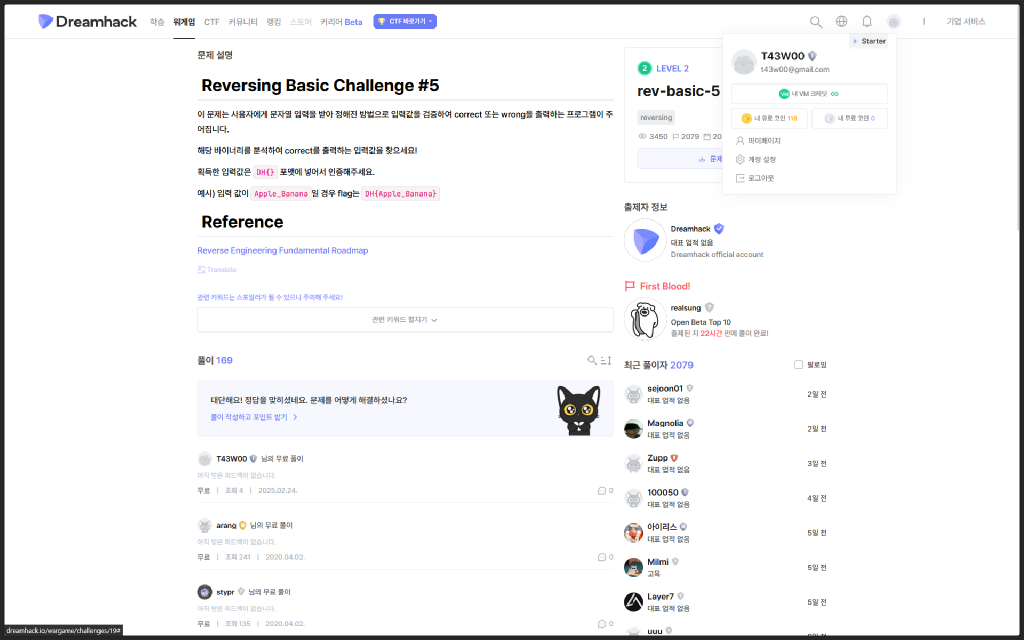 Dreamhack
학습
워게임
CTF
커뮤니티
랭킹
스토어
커리어 Beta
CTF 바로가기
기업 서비스
Starter
T43W00
t43w00@gmail.com
내 VM 크레딧 ∞
내 유료 코인 118
내 무료 코인 0
마이페이지
계정 설정
로그아웃
문제 설명
Reversing Basic Challenge #5
이 문제는 사용자에게 문자열 입력을 받아 정해진 방법으로 입력값을 검증하여 correct 또는 wrong을 출력하는 프로그램이 주
어집니다.
해당 바이너리를 분석하여 correct를 출력하는 입력값을 찾으세요!
획득한 입력값은 DH{} 포맷에 넣어서 인증해주세요.
예시) 입력 값이 Apple_Banana 일 경우 flag는 DH{Apple_Banana}
Reference
Reverse Engineering Fundamental Roadmap
Translate
관련 키워드는 스포일러가 될 수 있으니 주의해 주세요!
관련 키워드 펼치기
풀이 169
대단해요! 정답을 맞히셨네요. 문제를 어떻게 해결하셨나요?
풀이 작성하고 포인트 받기
T43W00 님의 무료 풀이
아직 받은 피드백이 없습니다.
무료 | 조회 4 | 2025.02.24.
0
arang 님의 무료 풀이
아직 받은 피드백이 없습니다.
무료 | 조회 241 | 2020.04.02.
0
stypr 님의 무료 풀이
아직 받은 피드백이 없습니다.
무료 | 조회 135 | 2020.04.02.
0
2 LEVEL 2
rev-basic-5
reversing
3450 2079 20
문제
출제자 정보
Dreamhack
대표 업적 없음
Dreamhack official account
First Blood!
realsung
Open Beta Top 10
출제된 지 22시간 만에 풀이 완료!
최근 풀이자 2079
팔로잉
sejoon01
대표 업적 없음
2일 전
Magnolia
대표 업적 없음
2일 전
Zupp
대표 업적 없음
3일 전
100050
대표 업적 없음
4일 전
아이리스
대표 업적 없음
5일 전
Milmi
고목
5일 전
Layer7
대표 업적 없음
5일 전
uuu
dreamhack.io/wargame/challenges/19#